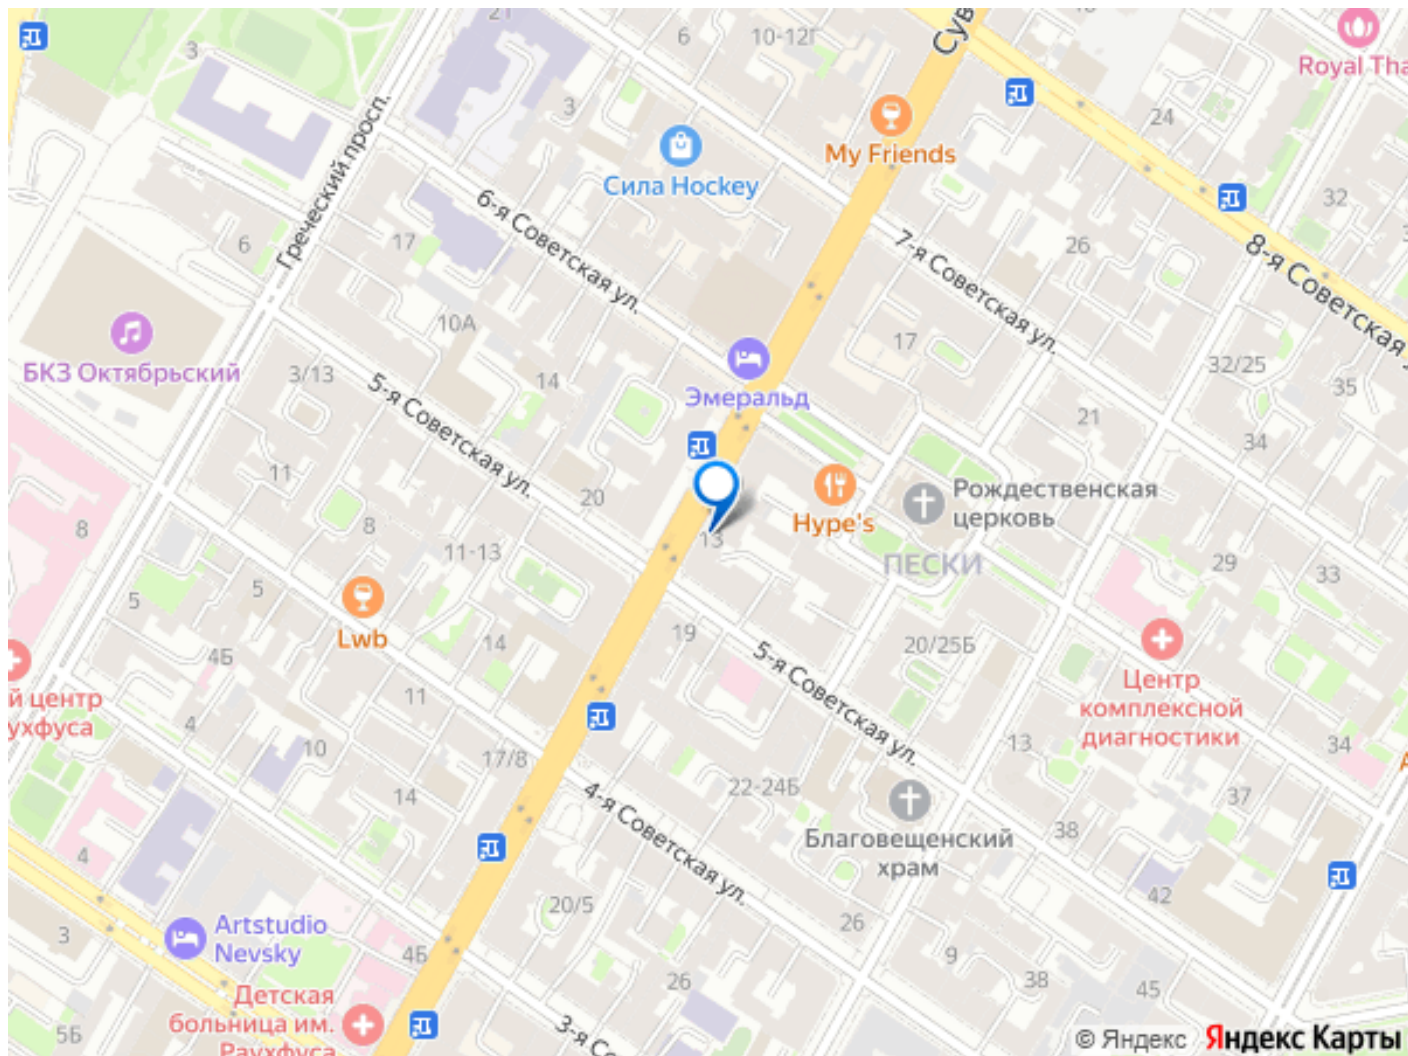 21
6
10-12Г
Сув
Royal Tha
3
3
24
My Friends
Сила Hockey
Греческий просп.
6-я Советская ул.
32
6
17
7-я Советская ул.
26
8-я Советская
10А
17
БКЗ Октябрьский
3/13
14
Эмеральд
32/25
35
5-я Советская ул.
21
34
11
20
Рождественская
церковь
Hype's
8
8
13
11-13
ПЕСКИ
29
33
5
5
Lwb
14
19
20/25Б
4Б
5-я Советская ул.
й центр
ухфуса
11
Центр
комплексной
диагностики
4
10
17/8
13
34
А
14
4-я Советская ул.
22-24Б
37
Благовещенский
храм
38
4
42
20/5
26
Artstudio
Nevsky
3
4Б
9
26
38
45
Детская
больница им.
Раухфуса
5Б
3-я Со
© Яндекс
Яндекс Карты